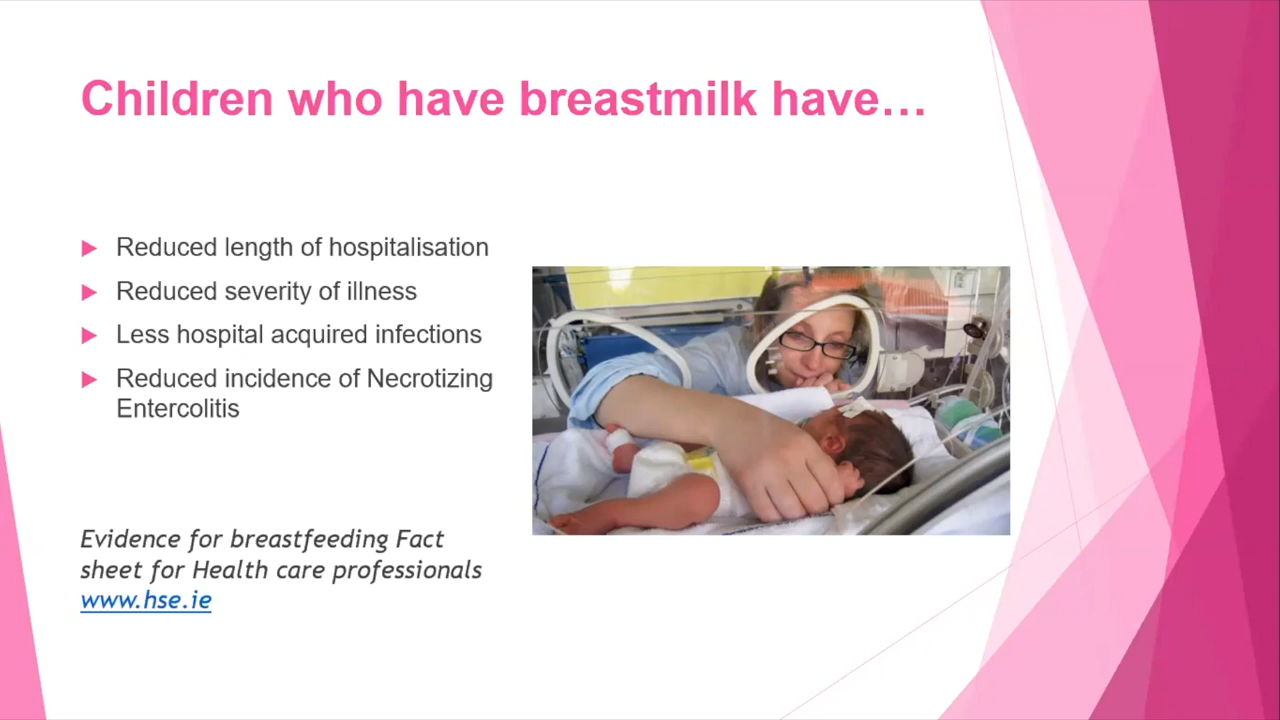 Children who have breastmilk have…
Reduced length of hospitalisation
Reduced severity of illness
Less hospital acquired infections
Reduced incidence of Necrotizing
Entercolitis
Evidence for breastfeeding Fact
sheet for Health care professionals
www.hse.ie